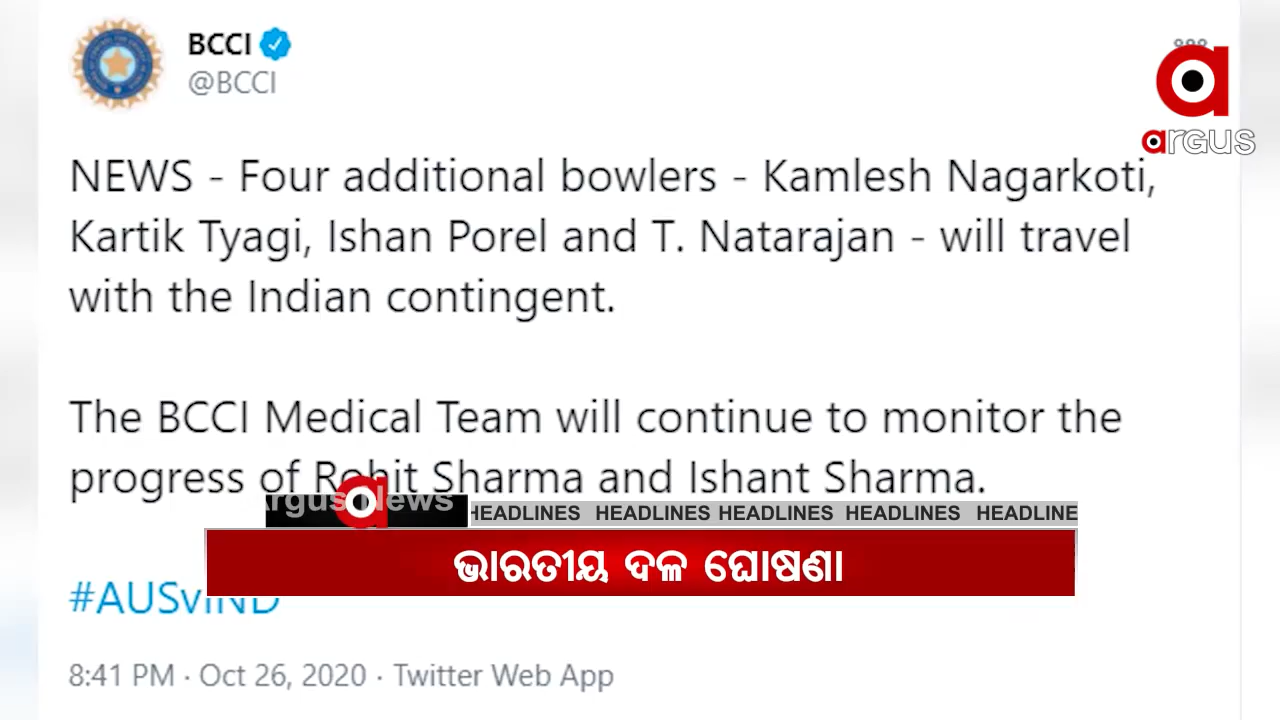 BCCI
@BCCI
argus
NEWS - Four additional bowlers - Kamlesh Nagarkoti,
Kartik Tyagi, Ishan Porel and T. Natarajan - will travel
with the Indian contingent.
The BCCI Medical Team will continue to monitor the
progress of Rohit Sharma and Ishant Sharma.
Argus News
HEADLINES HEADLINES HEADLINES HEADLINES HEADLINE
ଭାରତୀୟ ଦଳ ଘୋଷଣା
#AUSvIND
8:41 PM · Oct 26, 2020 · Twitter Web App